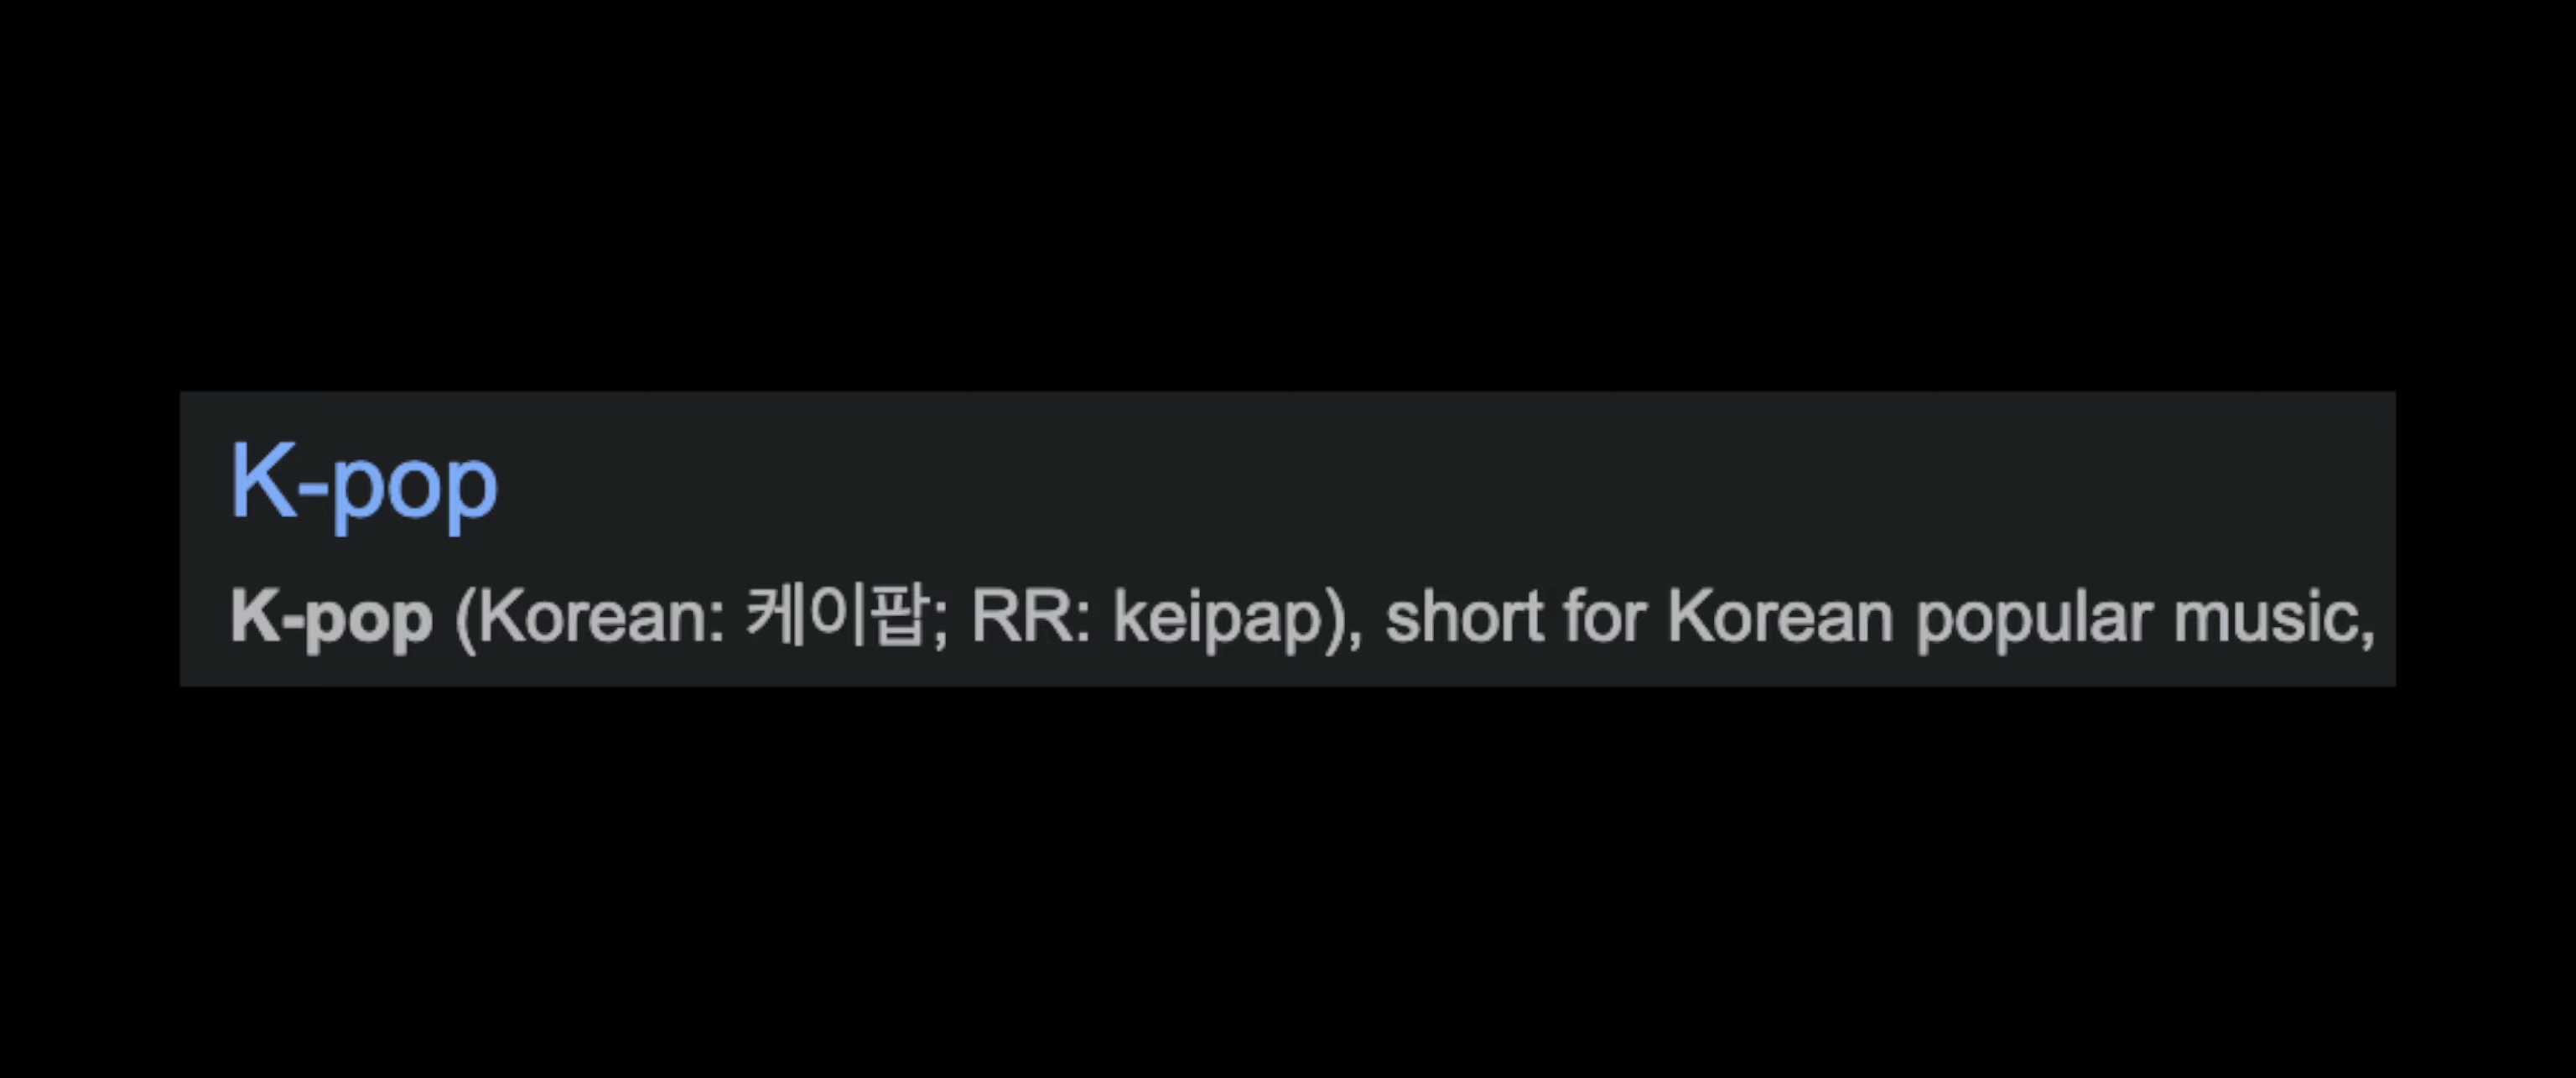 K-pop
K-pop (Korean: 케이팝; RR: keipap), short for Korean popular music,